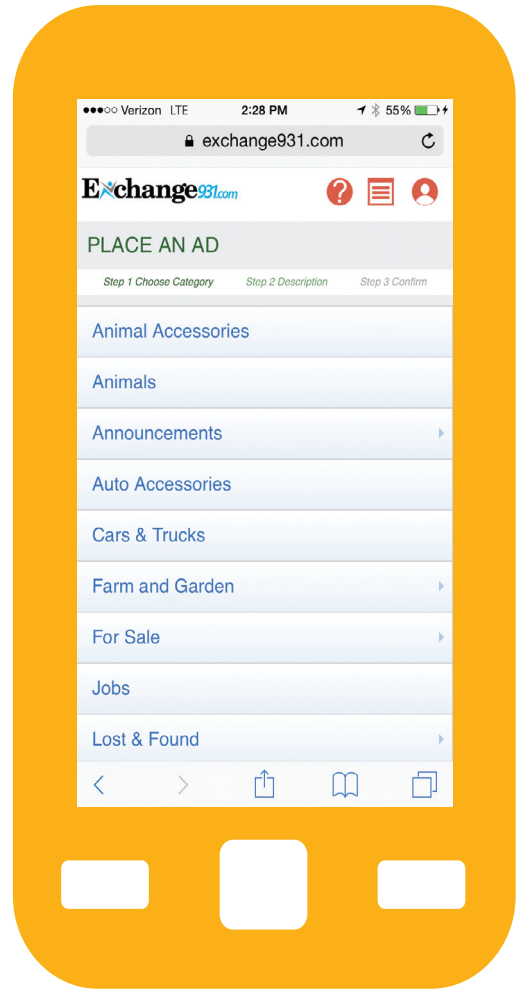 Verizon LTE 2:28 PM 55%
exchange931.com
Exchange931.com
?
PLACE AN AD
Step 1 Choose Category Step 2 Description Step 3 Confirm
Animal Accessories
Animals
Announcements
Auto Accessories
Cars & Trucks
Farm and Garden
For Sale
Jobs
Lost & Found